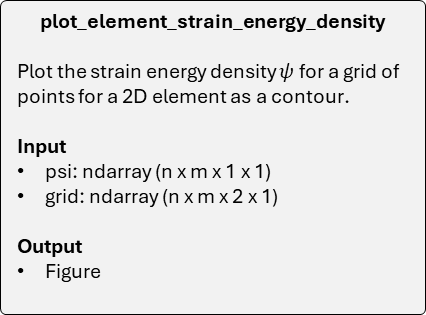 plot_element_strain_energy_density
Plot the strain energy density ψ for a grid of
points for a 2D element as a contour.
Input
• psi: ndarray (n x m x 1 x 1)
• grid: ndarray (n x m x 2 x 1)
Output
• Figure